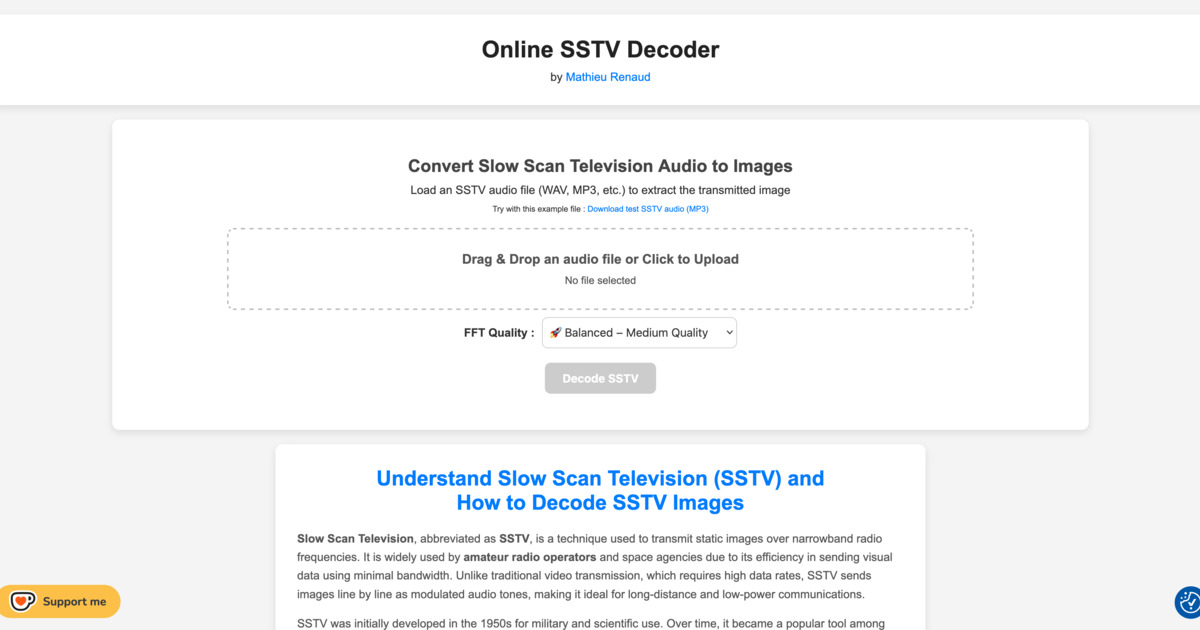 Online SSTV Decoder
by Mathieu Renaud
Convert Slow Scan Television Audio to Images
Load an SSTV audio file (WAV, MP3, etc.) to extract the transmitted image
Try with this example file : Download test SSTV audio (MP3)
Drag & Drop an audio file or Click to Upload
No file selected
FFT Quality : 🚀 Balanced – Medium Quality
Decode SSTV
Understand Slow Scan Television (SSTV) and
How to Decode SSTV Images
Slow Scan Television, abbreviated as SSTV, is a technique used to transmit static images over narrowband radio
frequencies. It is widely used by amateur radio operators and space agencies due to its efficiency in sending visual
data using minimal bandwidth. Unlike traditional video transmission, which requires high data rates, SSTV sends
images line by line as modulated audio tones, making it ideal for long-distance and low-power communications.
SSTV was initially developed in the 1950s for military and scientific use. Over time, it became a popular tool among
Support me